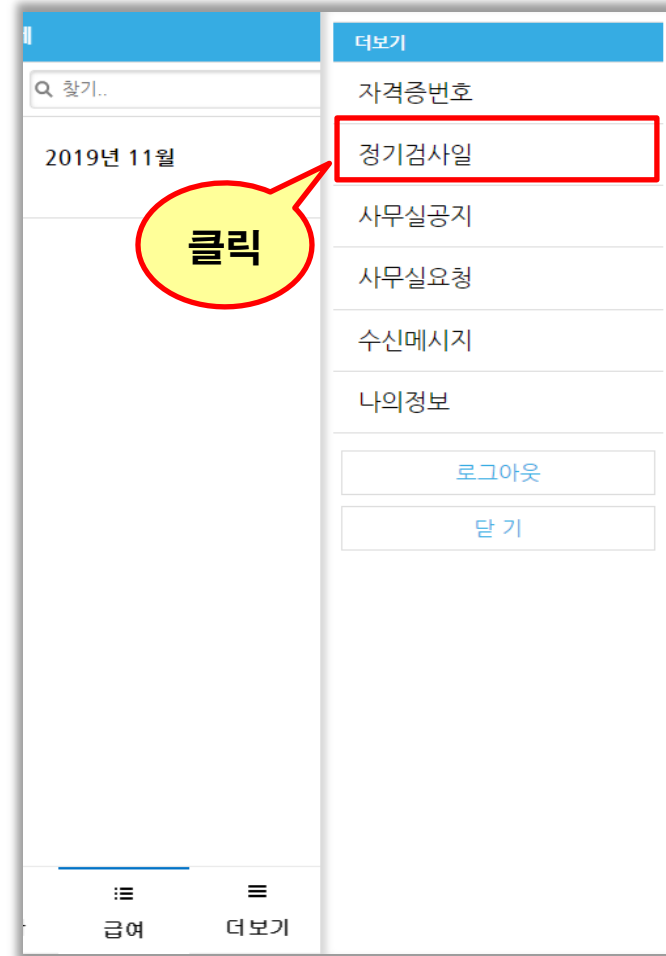 더보기
찾기..
자격증번호
2019년 11월
정기검사일
클릭
사무실공지
사무실요청
수신메시지
나의정보
로그아웃
닫 기
급여
더보기